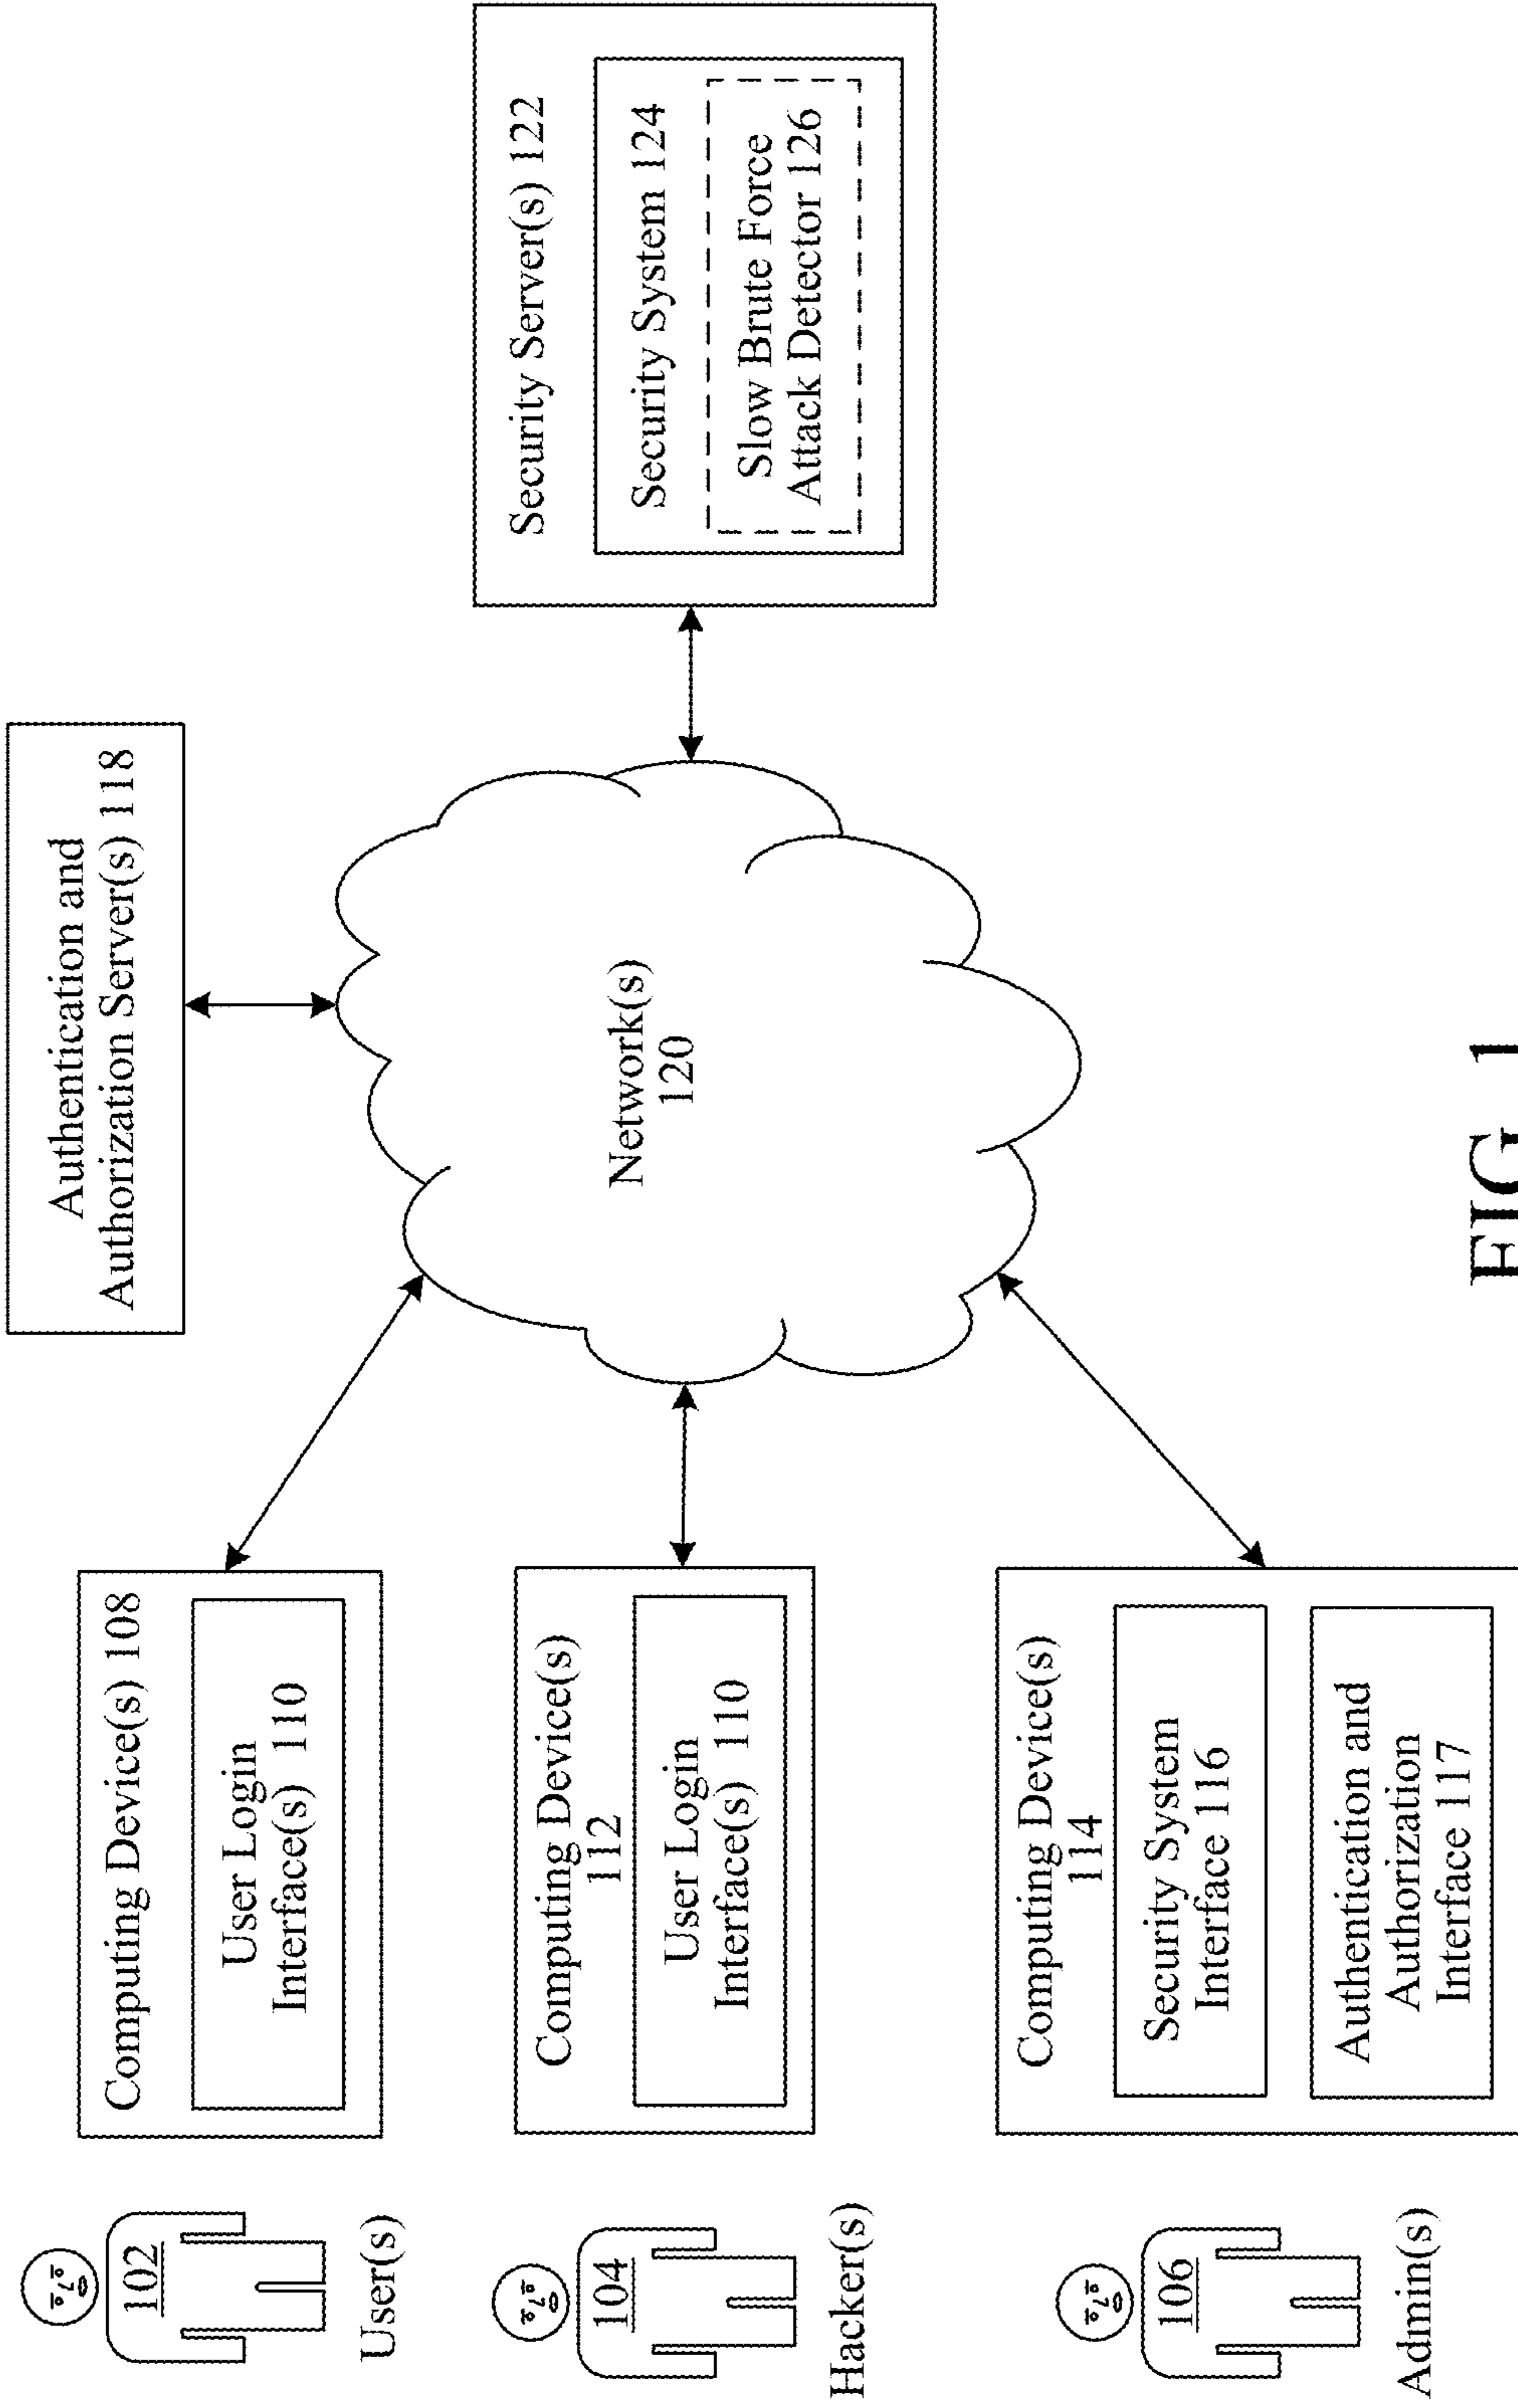 Authentication and
Authorization Server(s) 118
Computing Device(s) 108
User Login
Interface(s) 110
102
User(s)
Computing Device(s)
112
User Login
Interface(s) 110
104
Hacker(s)
Computing Device(s)
114
Security System
Interface 116
Authentication and
Authorization
Interface 117
106
Admin(s)
Network(s)
120
Security Server(s) 122
Security System 124
Slow Brute Force
Attack Detector 126
FIG. 1